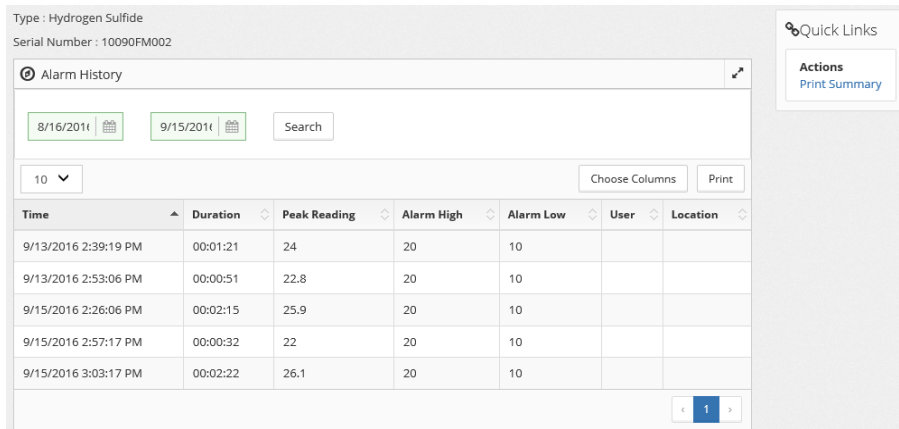 Type : Hydrogen Sulfide
Serial Number : 10090FM002
Alarm History
8/16/2016 9/15/2016 Search
10 Choose Columns Print
Time Duration Peak Reading Alarm High Alarm Low User Location
9/13/2016 2:39:19 PM 00:01:21 24 20 10
9/13/2016 2:53:06 PM 00:00:51 22.8 20 10
9/15/2016 2:26:06 PM 00:02:15 25.9 20 10
9/15/2016 2:57:17 PM 00:00:32 22 20 10
9/15/2016 3:03:17 PM 00:02:22 26.1 20 10
‹ 1 ›
Quick Links
Actions
Print Summary